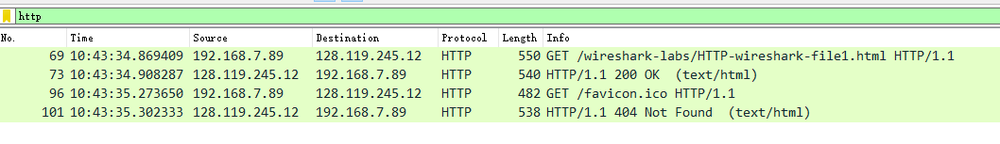 http
No. Time Source Destination Protocol Length Info
69 10:43:34.869409 192.168.7.89 128.119.245.12 HTTP 550 GET /wireshark-labs/HTTP-wireshark-file1.html HTTP/1.1
73 10:43:34.908287 128.119.245.12 192.168.7.89 HTTP 540 HTTP/1.1 200 OK (text/html)
96 10:43:35.273650 192.168.7.89 128.119.245.12 HTTP 482 GET /favicon.ico HTTP/1.1
101 10:43:35.302333 128.119.245.12 192.168.7.89 HTTP 538 HTTP/1.1 404 Not Found (text/html)